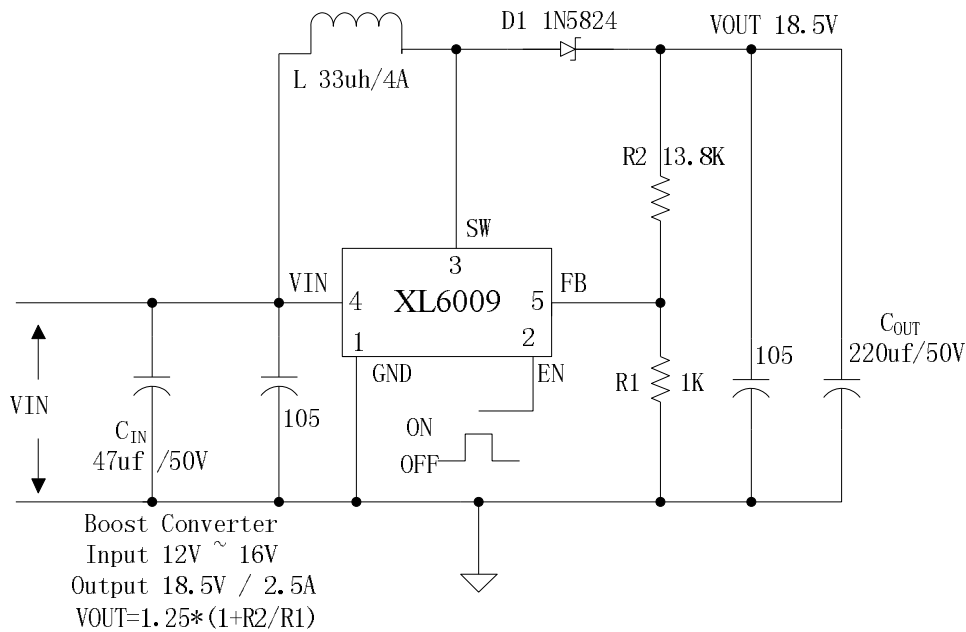 D1 1N5824
VOUT 18.5V
L 33uh/4A
R2 13.8K
SW
3
VIN
4
XL6009
5
FB
1
2
GND
EN
R1 1K
105
COUT
220uf/50V
VIN
CIN
47uf /50V
105
ON
OFF
Boost Converter
Input 12V ~ 16V
Output 18.5V / 2.5A
VOUT=1.25*(1+R2/R1)